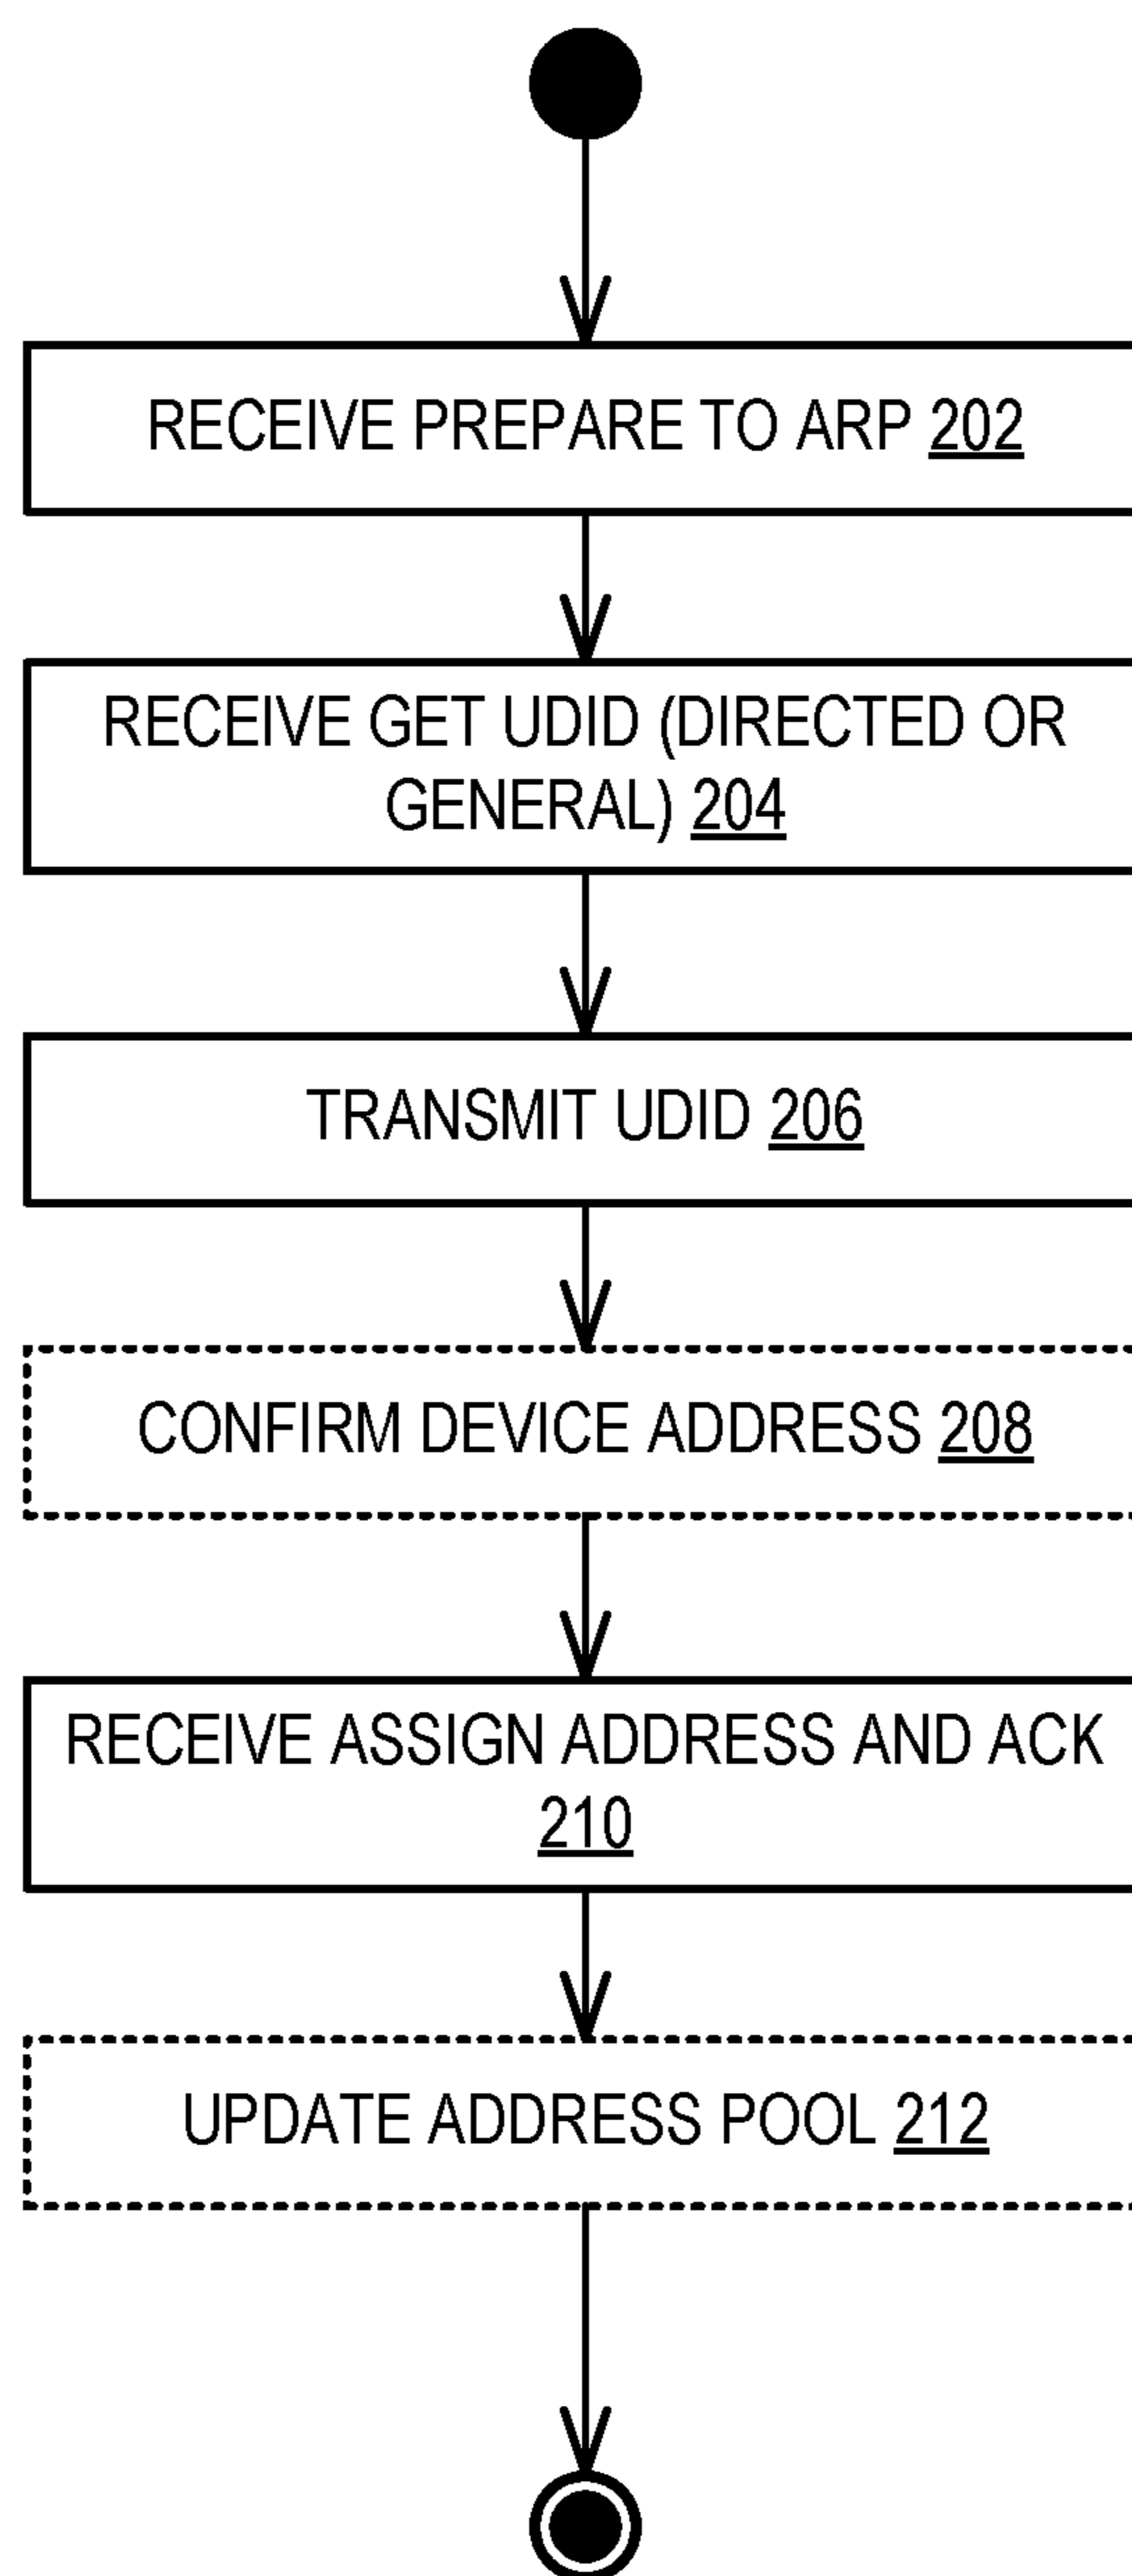 RECEIVE PREPARE TO ARP 202
RECEIVE GET UDID (DIRECTED OR
GENERAL) 204
TRANSMIT UDID 206
CONFIRM DEVICE ADDRESS 208
RECEIVE ASSIGN ADDRESS AND ACK
210
UPDATE ADDRESS POOL 212